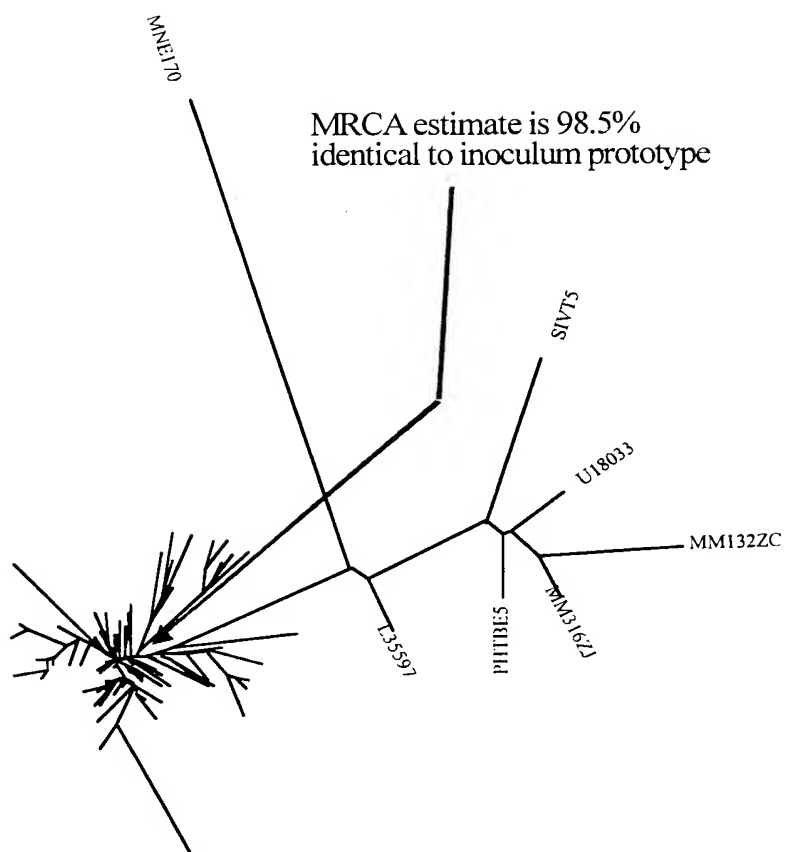 MNE170
MRCA estimate is 98.5%
identical to inoculum prototype
SIVT5
U18033
MM132ZC
MM316ZJ
PHTBE5
L35597